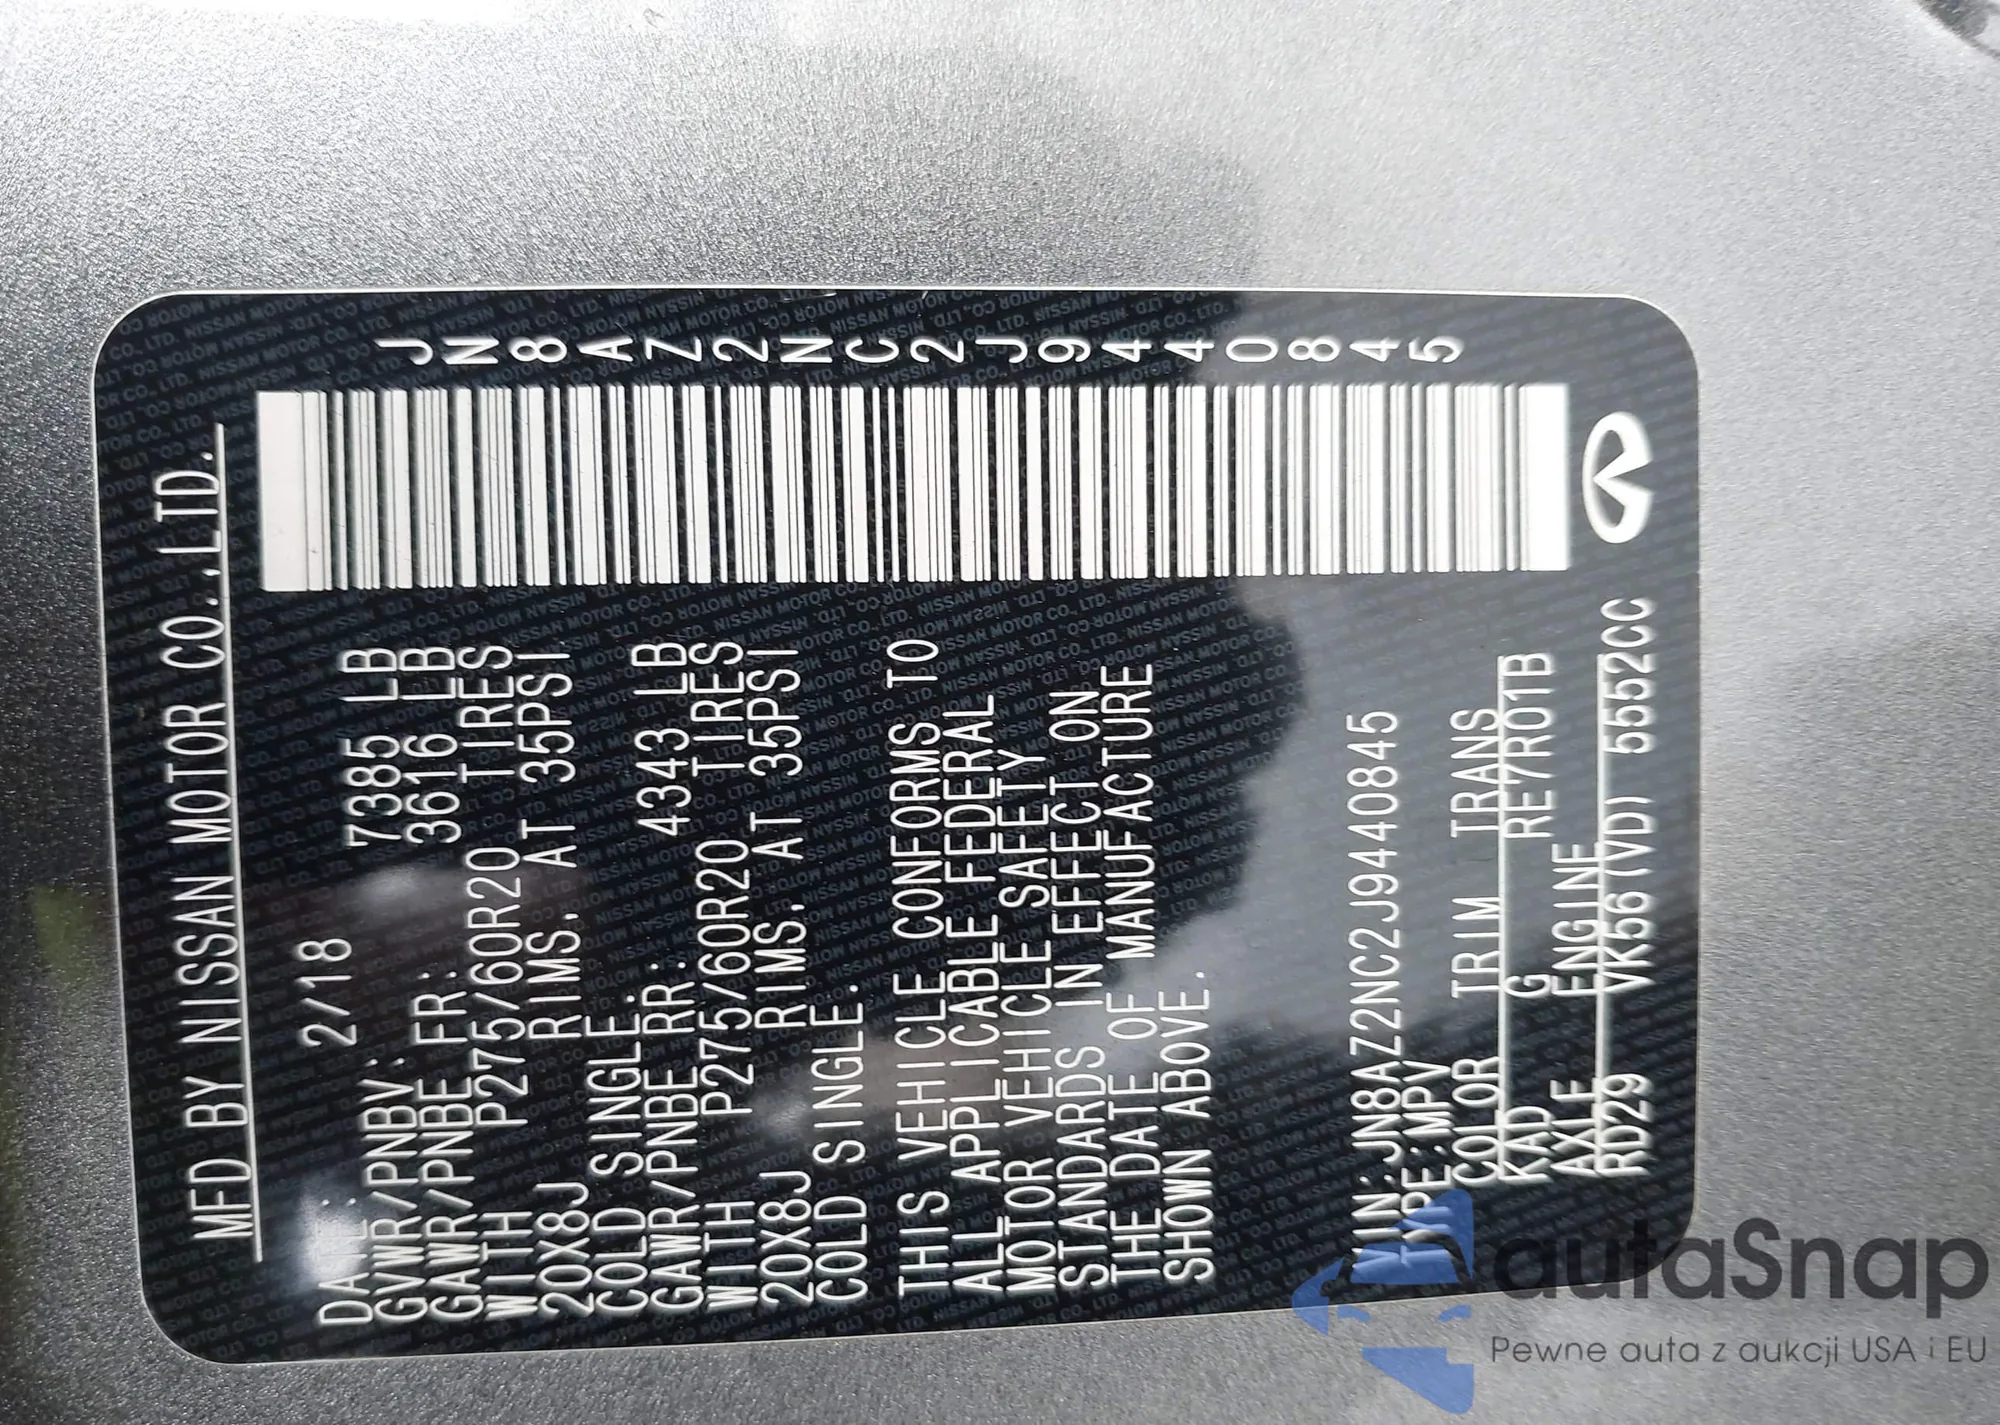 MFD BY NISSAN MOTOR CO.,LTD.
JN8AZ2NC2J9440845
DATE: 2/18
GVWR/PNBV: 7385 LB
GAWR/PNBE FR: 3616 LB
WITH P275/60R20 TIRES
20X8J RIMS. AT 35PSI
COLD SINGLE.
GAWR/PNBE RR: 4343 LB
WITH P275/60R20 TIRES
20X8J RIMS. AT 35PSI
COLD SINGLE.
THIS VEHICLE CONFORMS TO
ALL APPLICABLE FEDERAL
MOTOR VEHICLE SAFETY
STANDARDS IN EFFECT ON
THE DATE OF MANUFACTURE
SHOWN ABOVE.
VIN:JN8AZ2NC2J9440845
TYPE:MPV
COLOR TRIM TRANS
KAD G RE7R01B
AXLE ENGINE
RD29 VK56(VD) 5552CC
autaSnap
Pewne auta z aukcji USA i EU